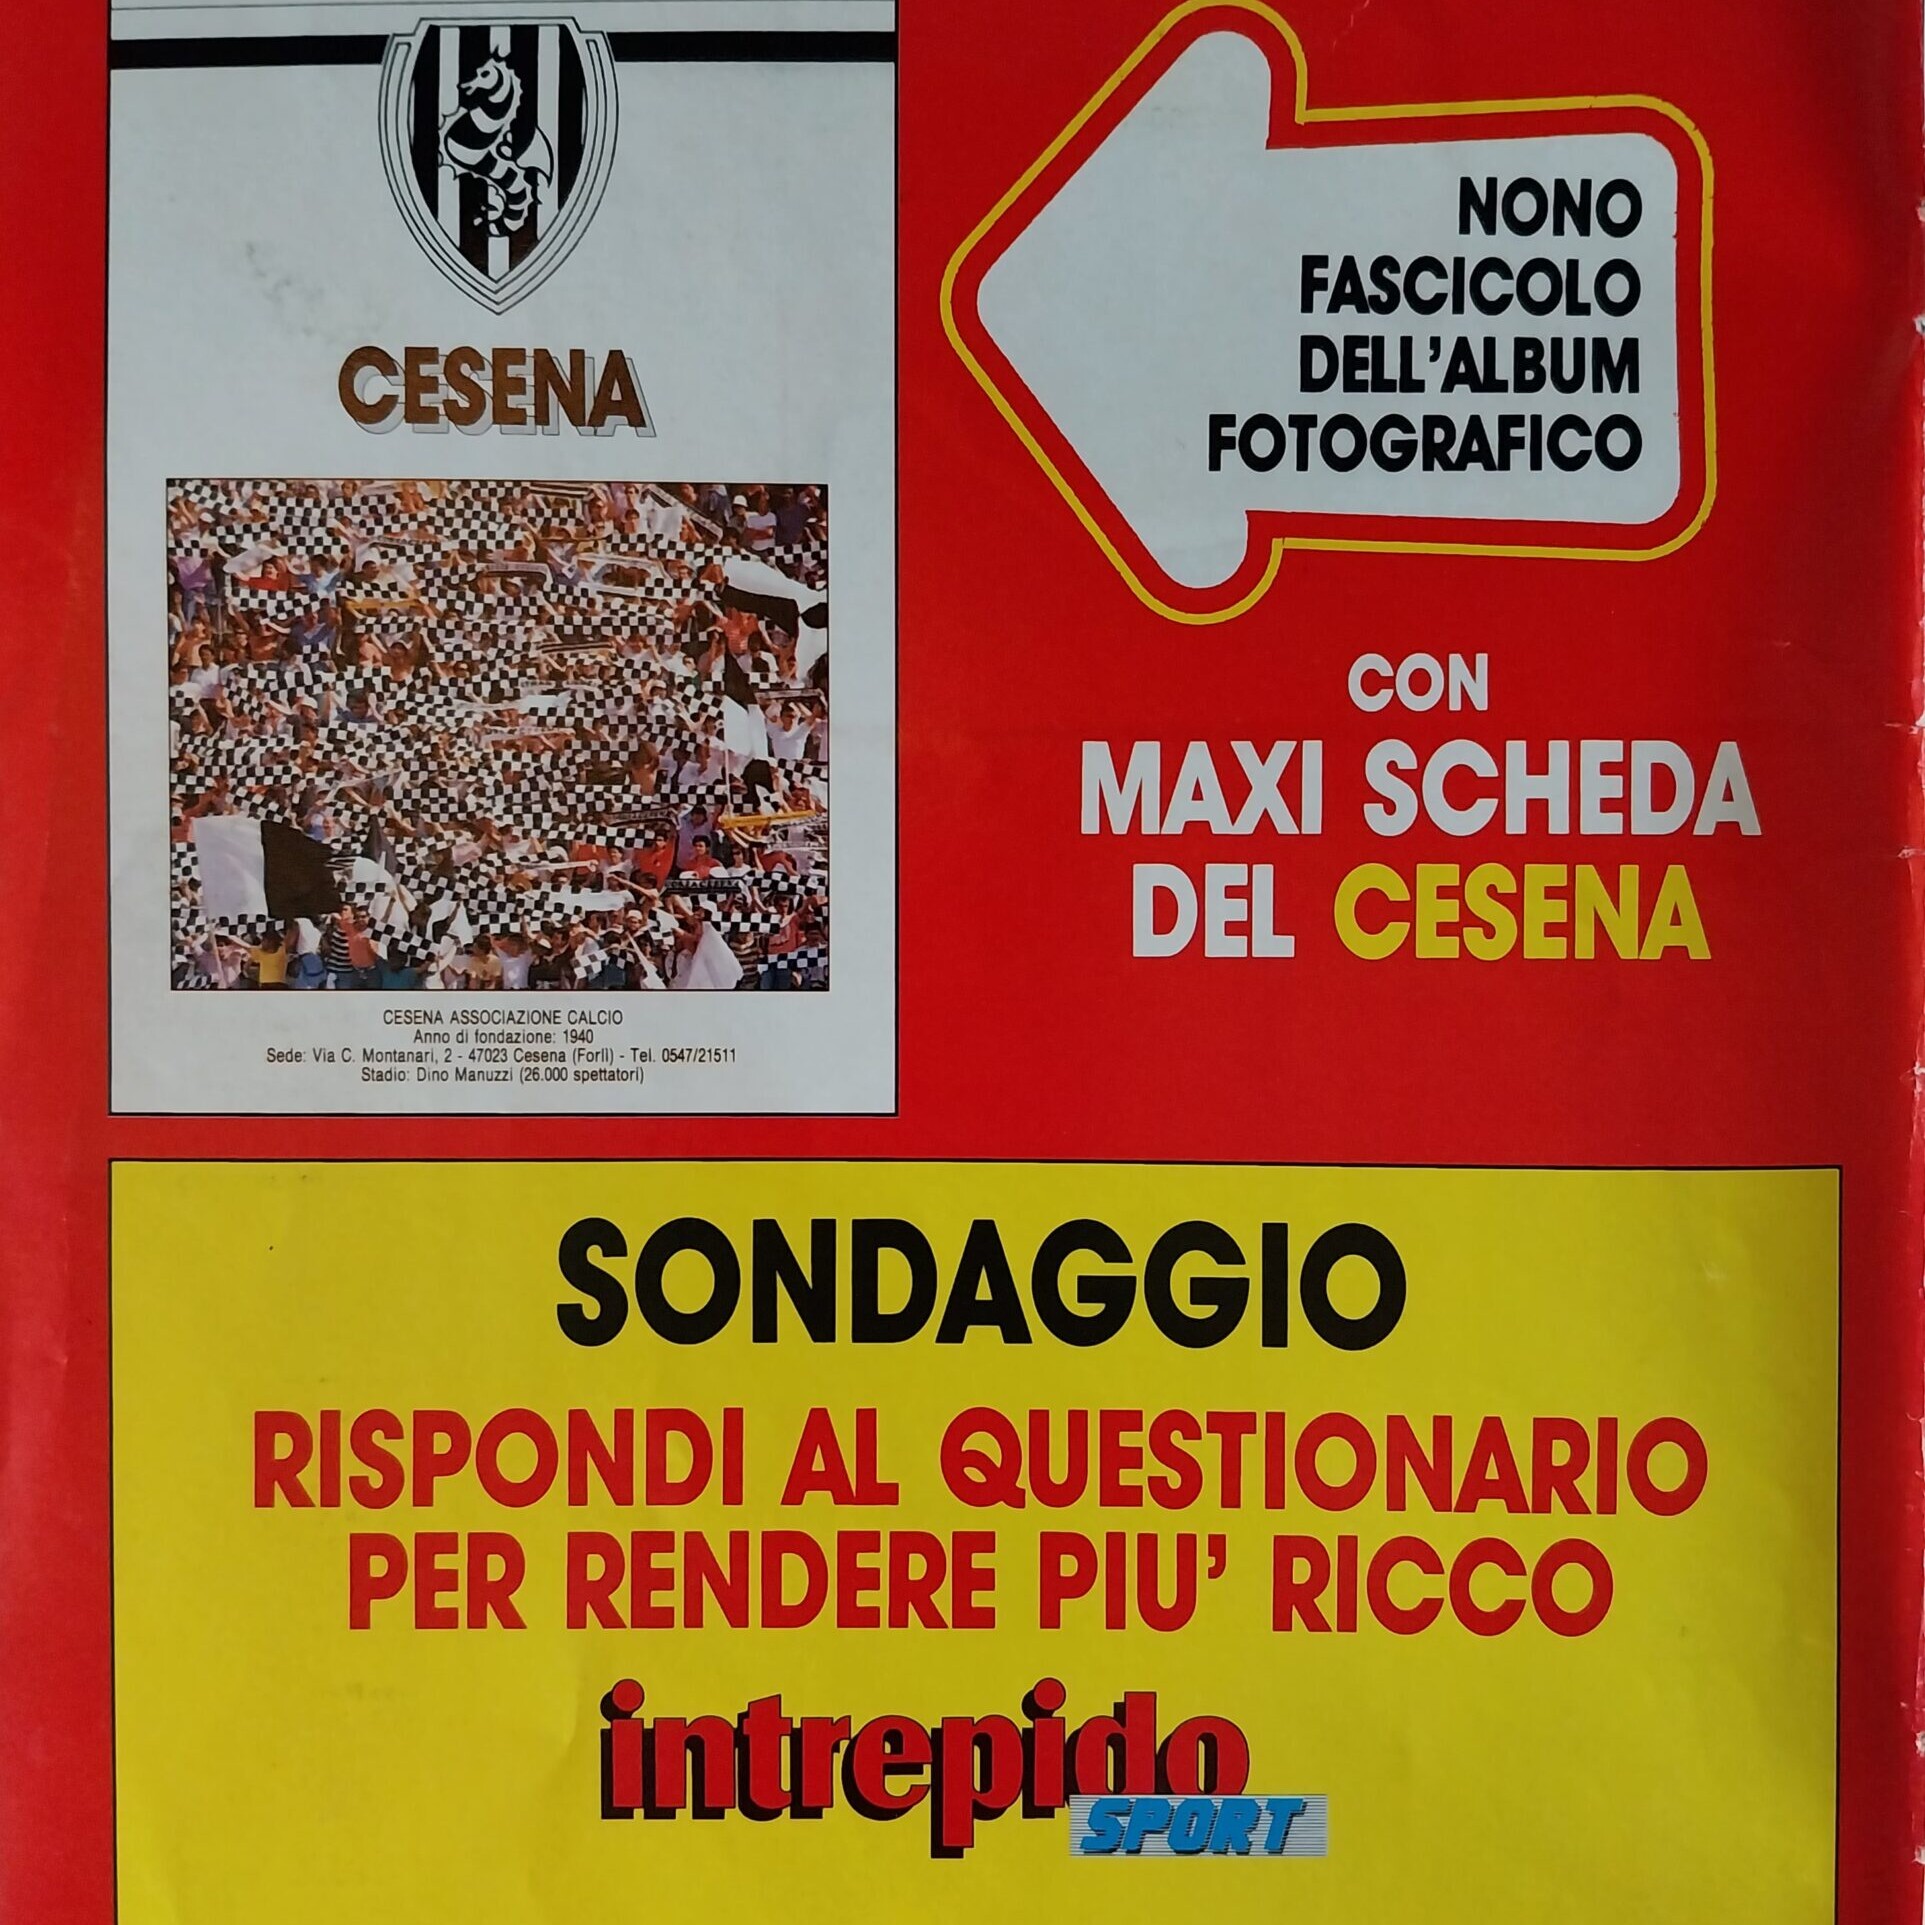 CESENA
CESENA ASSOCIAZIONE CALCIO
Anno di fondazione: 1940
Sede: Via C. Montanari, 2 - 47023 Cesena (Forlì) - Tel. 0547/21511
Stadio: Dino Manuzzi (26.000 spettatori)
NONO
FASCICOLO
DELL'ALBUM
FOTOGRAFICO
CON
MAXI SCHEDA
DEL CESENA
SONDAGGIO
RISPONDI AL QUESTIONARIO
PER RENDERE PIU' RICCO
intrepido
SPORT